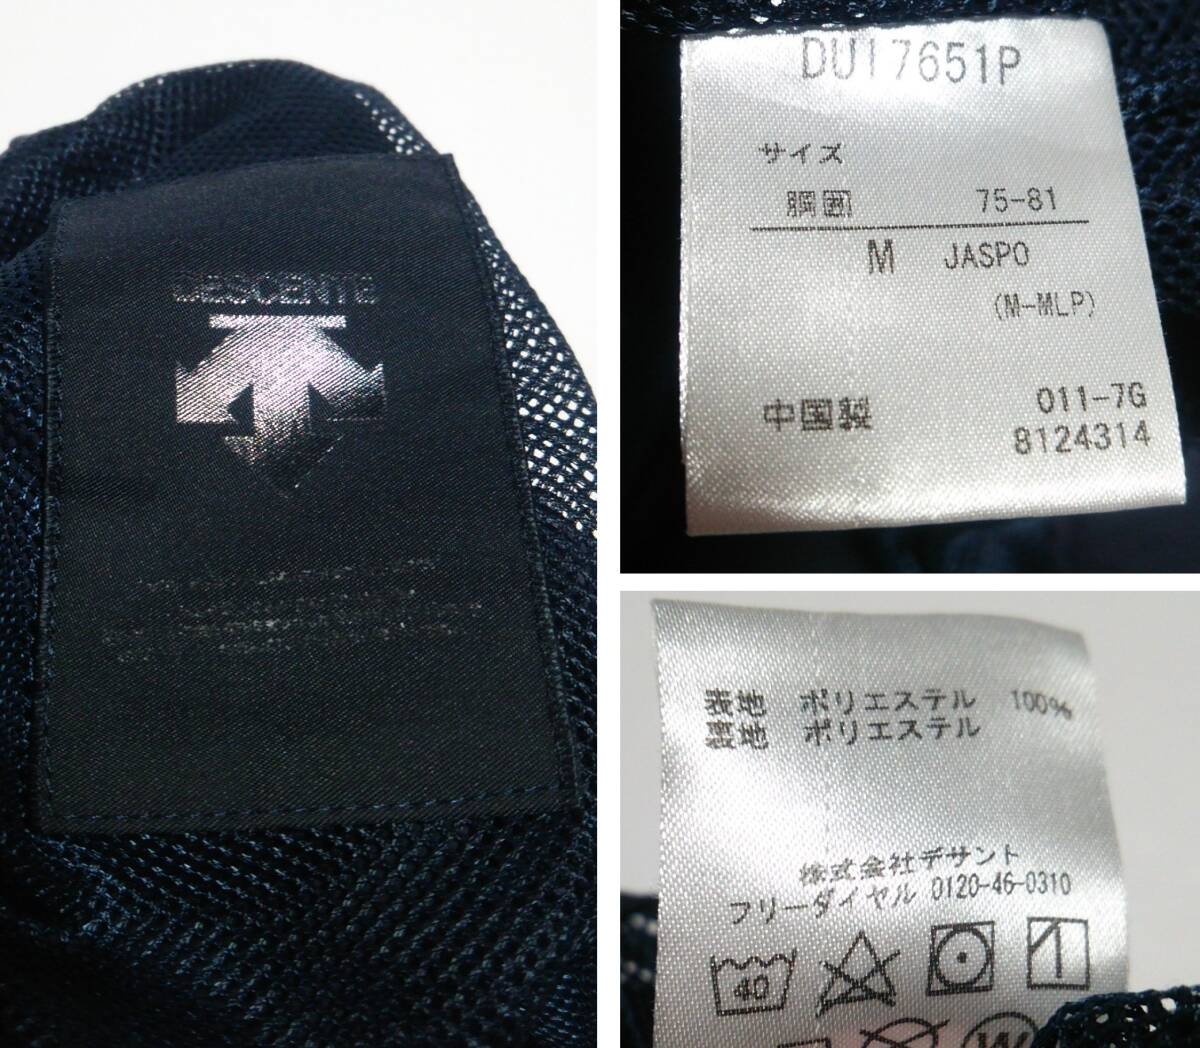 DESCENTE
DU17651P
サイズ
胸囲 75-81
M JASPO
(M-MLP)
中国製 011-7G
8124314
表地 ポリエステル 100%
裏地 ポリエステル
株式会社デサント
フリーダイヤル 0120-46-0310
40
W